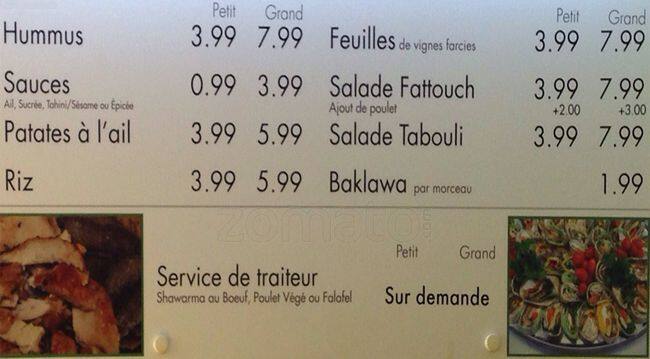 Petit Grand
Hummus 3.99 7.99
Sauces 0.99 3.99
Ail, Sucrée, Tahini/Sésame ou Épicée
Patates à l'ail 3.99 5.99
Riz 3.99 5.99
Petit Grand
Feuilles de vignes farcies 3.99 7.99
Salade Fattouch 3.99 7.99
Ajout de poulet +2.00 +3.00
Salade Tabouli 3.99 7.99
Baklawa par morceau 1.99
zomato
Petit Grand
Service de traiteur
Shawarma au Boeuf, Poulet Végé ou Falafel
Sur demande